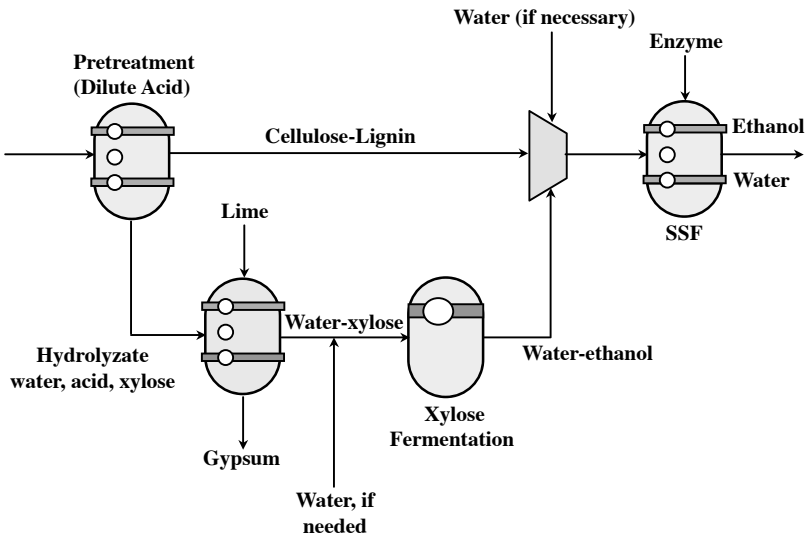 Water (if necessary)
Enzyme
Pretreatment
(Dilute Acid)
Cellulose-Lignin
Ethanol
Water
SSF
Lime
Water-xylose
Hydrolyzate
water, acid, xylose
Water-ethanol
Xylose
Fermentation
Gypsum
Water, if
needed